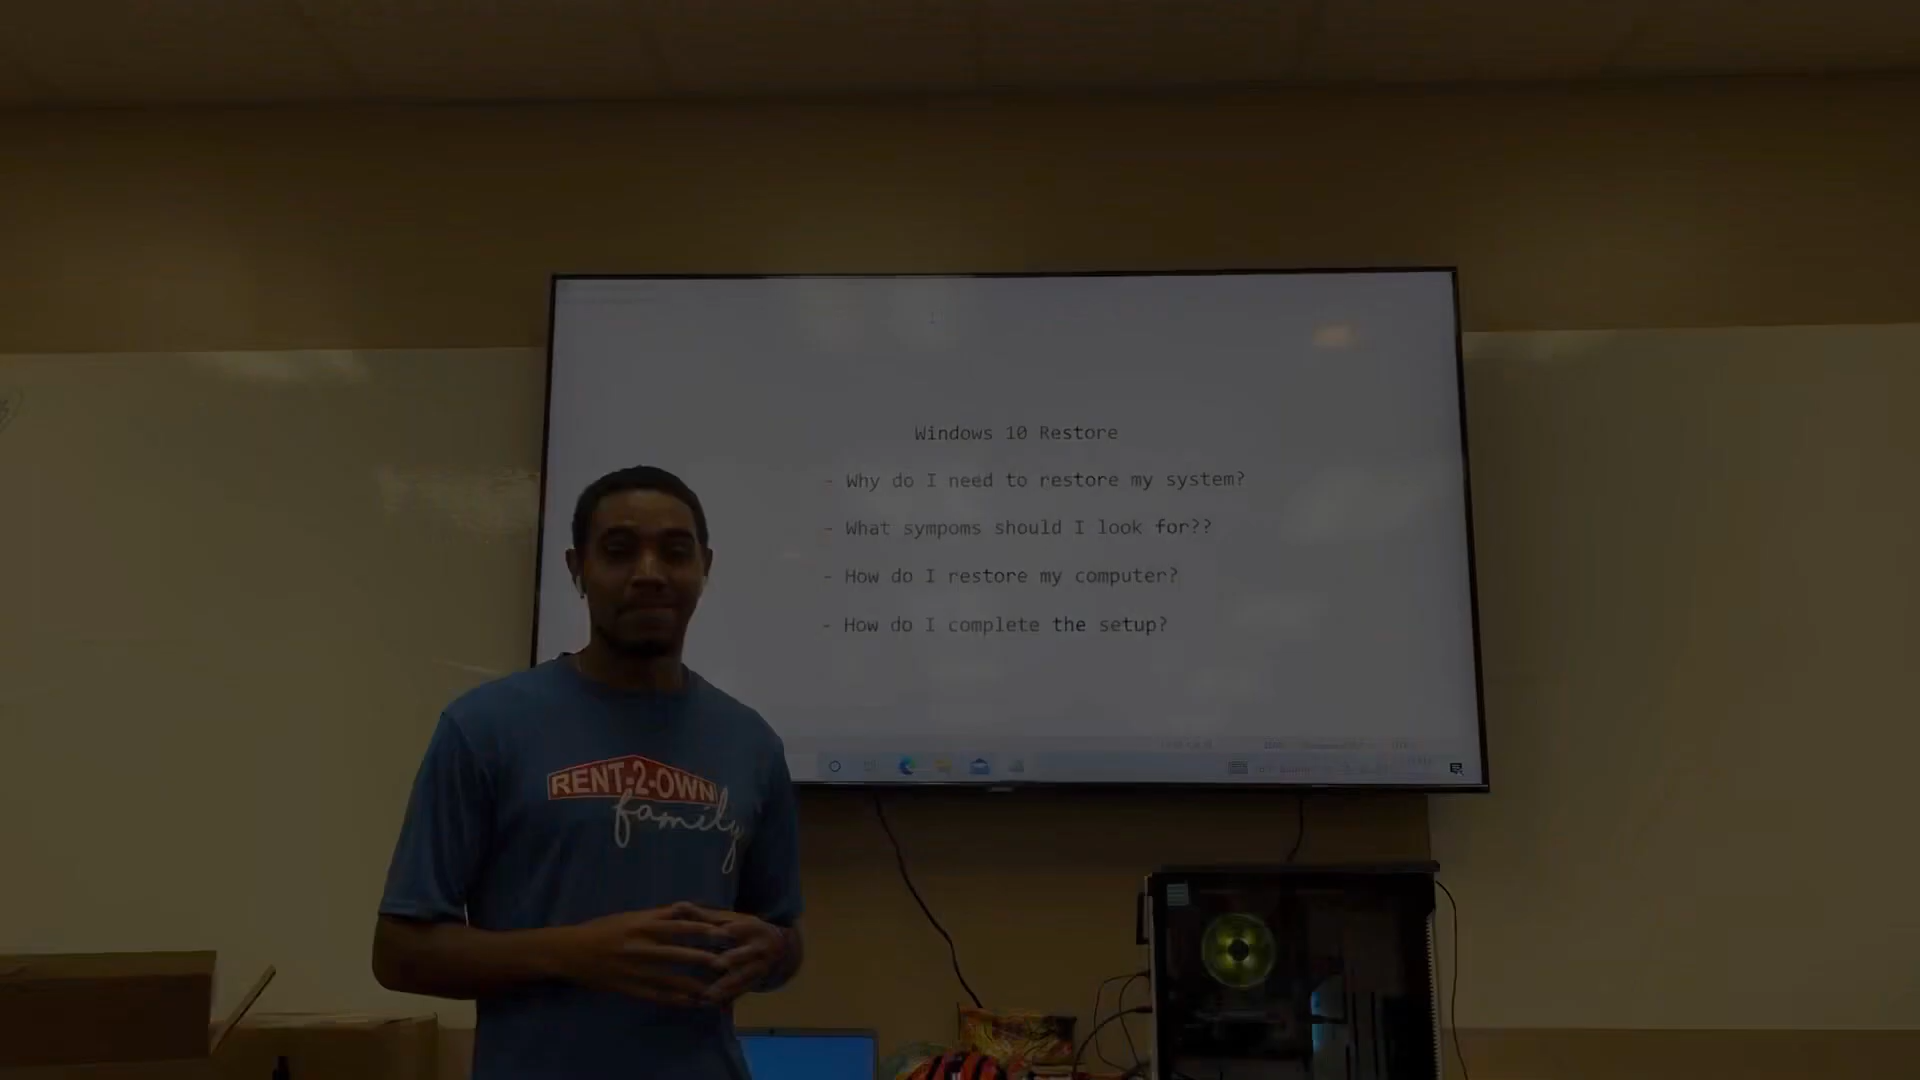 Windows 10 Restore
- Why do I need to restore my system?
- What sympoms should I look for??
- How do I restore my computer?
- How do I complete the setup?
RENT-2-OWN
family